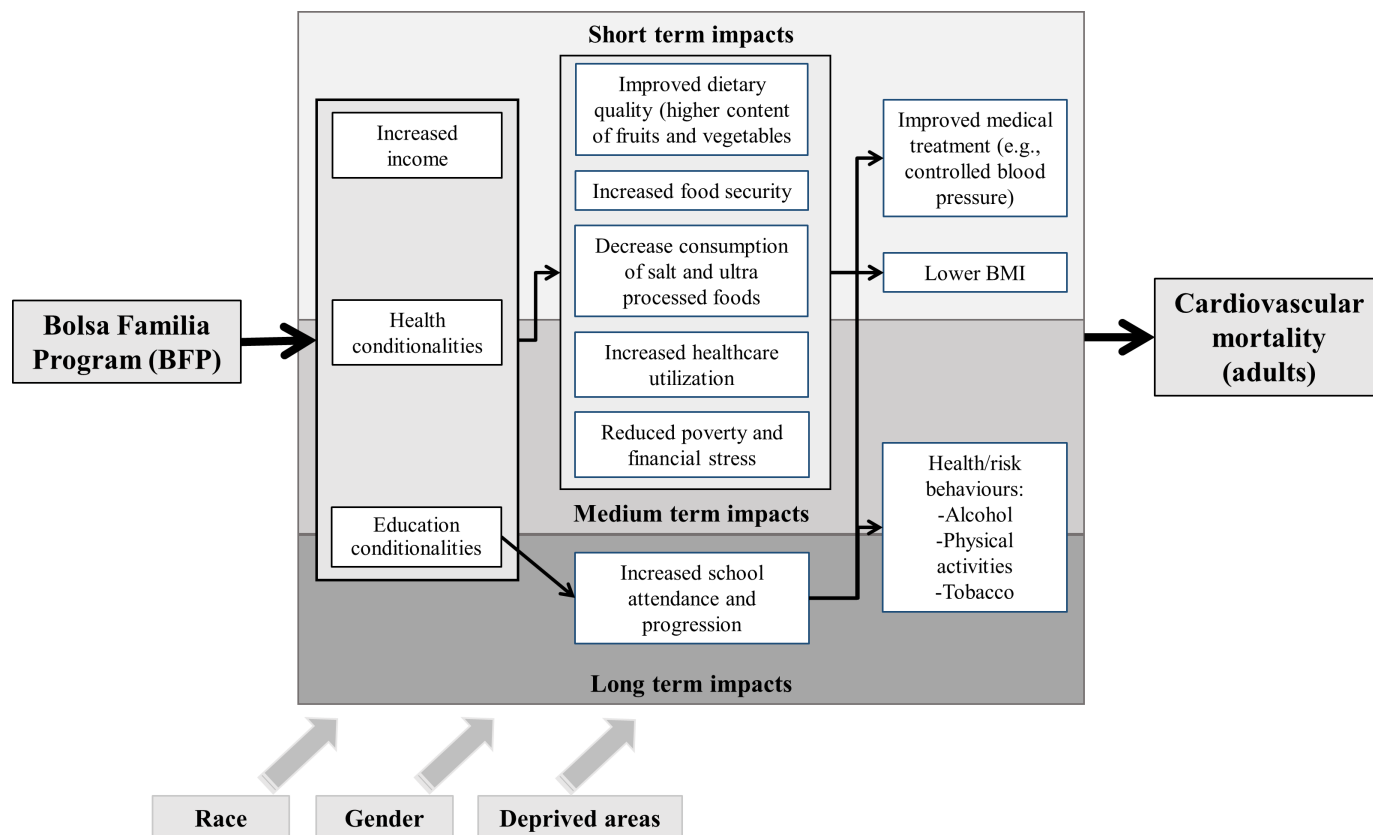 Short term impacts
Improved dietary
quality (higher content
of fruits and vegetables
Increased food security
Decrease consumption
of salt and ultra
processed foods
Increased healthcare
utilization
Reduced poverty and
financial stress
Medium term impacts
Increased school
attendance and
progression
Long term impacts
Bolsa Familia
Program (BFP)
Increased
income
Health
conditionalities
Education
conditionalities
Improved medical
treatment (e.g.,
controlled blood
pressure)
Lower BMI
Health/risk
behaviours:
-Alcohol
-Physical
activities
-Tobacco
Cardiovascular
mortality
(adults)
Race
Gender
Deprived areas